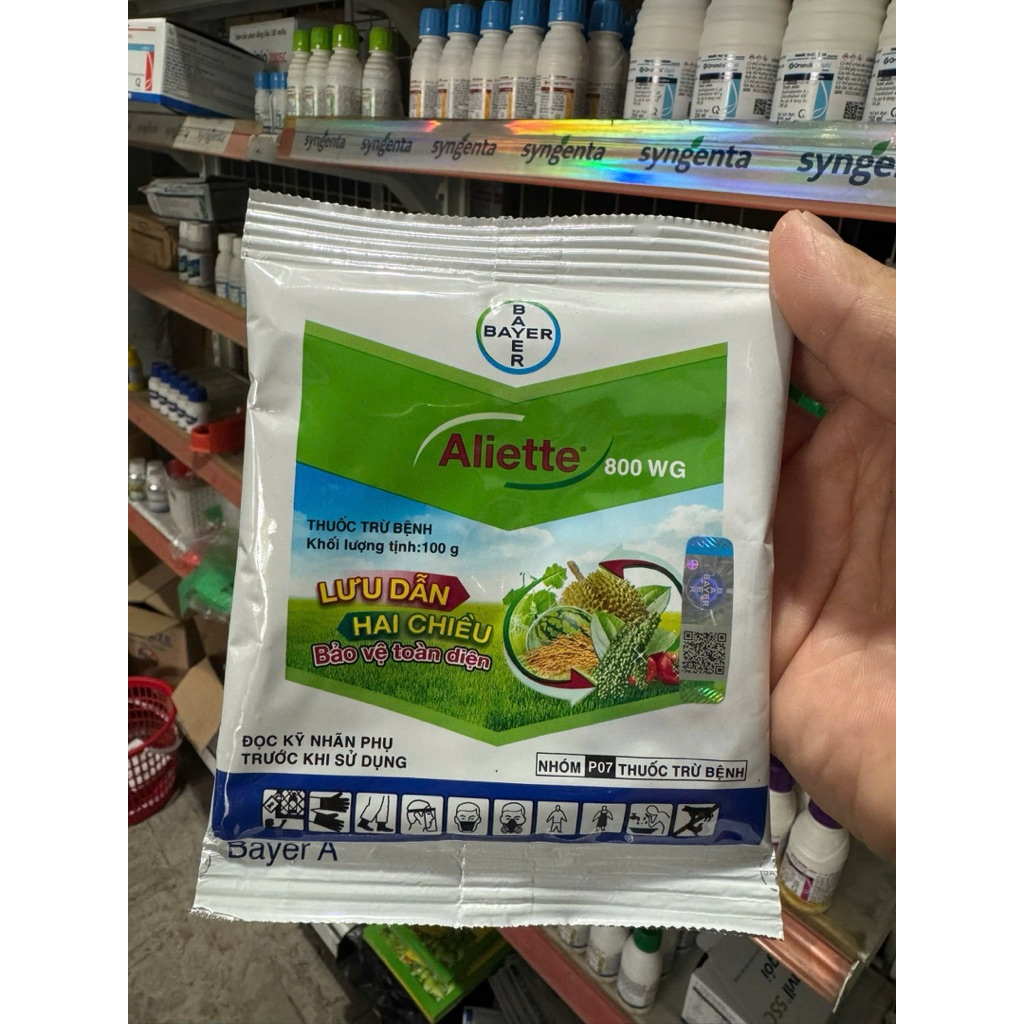 syngenta syngenta syngenta syngenta syngenta
BAYER
BAYER
Aliette® 800 WG
THUỐC TRỪ BỆNH
Khối lượng tịnh:100 g
LƯU DẪN
HAI CHIỀU
Bảo vệ toàn diện
BAYER
ĐỌC KỸ NHÃN PHỤ
TRƯỚC KHI SỬ DỤNG
NHÓM P07 THUỐC TRỪ BỆNH
Bayer A